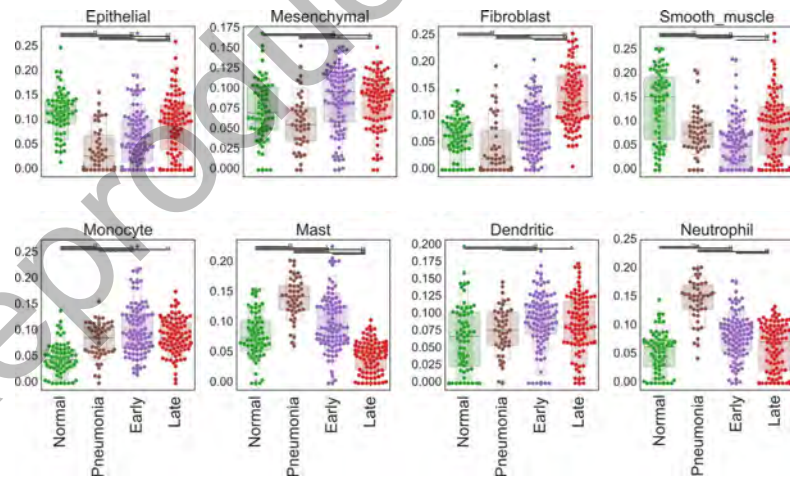 Epithelial Mesenchymal Fibroblast Smooth_muscle
0.25 0.175 0.25 0.25
0.20 0.150 0.20 0.20
0.125
0.15 0.100 0.15 0.15
0.10 0.075 0.10 0.10
0.05 0.050 0.05 0.05
0.025
0.00 0.000 0.00 0.00
Monocyte Mast Dendritic Neutrophil
0.25 0.20 0.200 0.25
0.20 0.15 0.175 0.20
0.150
0.15 0.10 0.125 0.15
0.100
0.10 0.05 0.075 0.10
0.05 0.050 0.05
0.025
0.00 0.00 0.000 0.00
Normal Pneumonia Early Late Normal Pneumonia Early Late Normal Pneumonia Early Late Normal Pneumonia Early Late